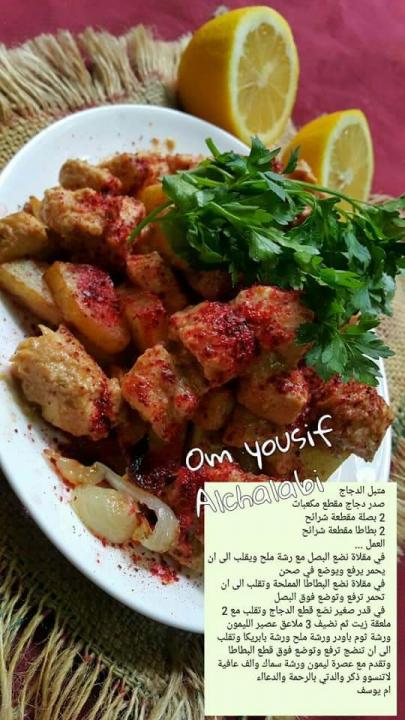 Om yousif
Alchalabi
متبل الدجاج
صدر دجاج مقطع مكعبات
2 بصلة مقطعة شرائح
2 بطاطا مقطعة شرائح
العمل ...
في مقلاة نضع البصل مع رشة ملح ويقلب الى ان
يحمر يرفع ويوضع في صحن
في مقلاة نضع البطاطا المملحة وتقلب الى ان
تحمر ترفع وتوضع فوق البصل
في قدر صغير نضع قطع الدجاج وتقلب مع 2
ملعقة زيت ثم نضيف 3 ملاعق عصير الليمون
ورشة ثوم باودر ورشة ملح ورشة بابريكا وتقلب
الى ان تنضج ترفع وتوضع فوق قطع البطاطا
وتقدم مع عصرة ليمون ورشة سماك والف عافية
لاتنسوو ذكر والدتي بالرحمة والدعااء
ام يوسف